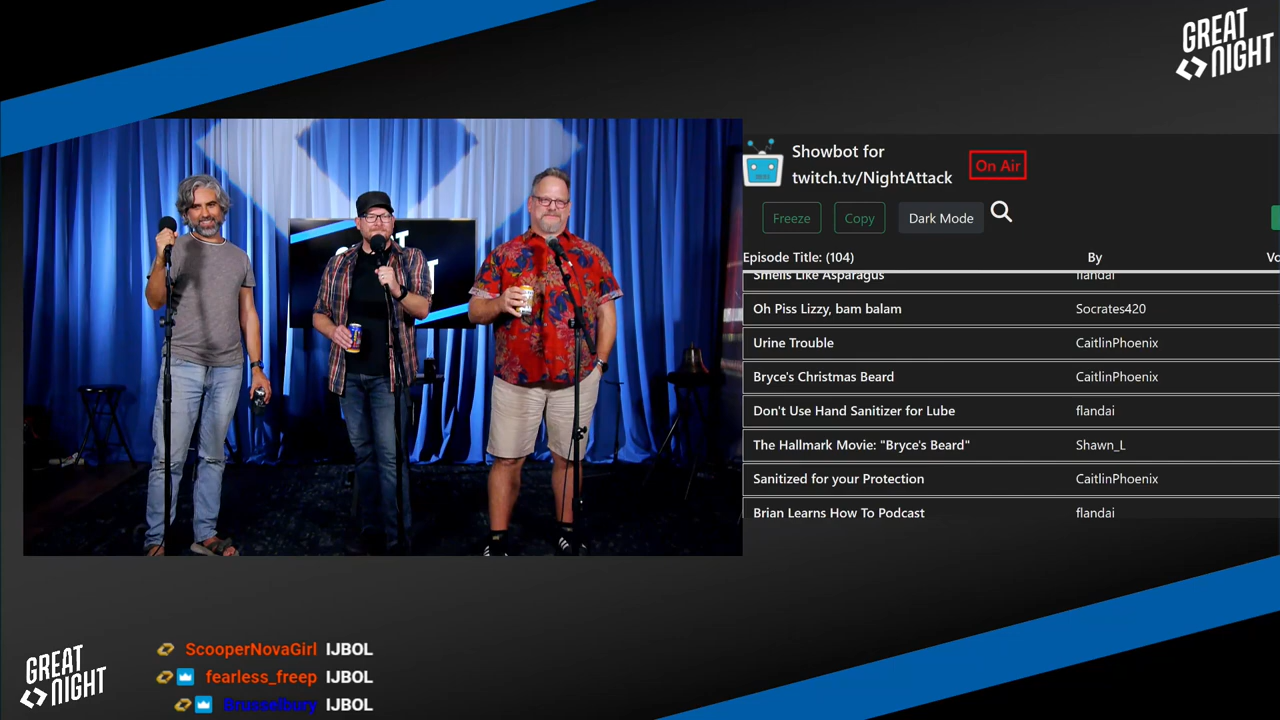 GREAT
NIGHT
Showbot for
twitch.tv/NightAttack
On Air
Freeze
Copy
Dark Mode
Episode Title: (104)
By
Vo
Smells Like Asparagus
flandai
Oh Piss Lizzy, bam balam
Socrates420
Urine Trouble
CaitlinPhoenix
Bryce's Christmas Beard
CaitlinPhoenix
Don't Use Hand Sanitizer for Lube
flandai
The Hallmark Movie: "Bryce's Beard"
Shawn_L
Sanitized for your Protection
CaitlinPhoenix
Brian Learns How To Podcast
flandai
GREAT
NIGHT
ScooperNovaGirl IJBOL
fearless_freep IJBOL
Brusselbury IJBOL